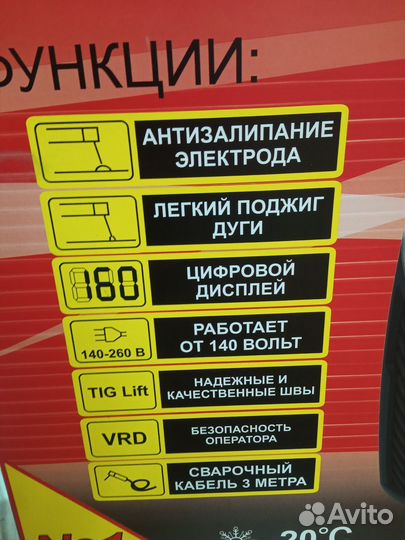 ФУНКЦИИ:
АНТИЗАЛИПАНИЕ
ЭЛЕКТРОДА
ЛЕГКИЙ ПОДЖИГ
ДУГИ
160
ЦИФРОВОЙ
ДИСПЛЕЙ
140-260 В
РАБОТАЕТ
ОТ 140 ВОЛЬТ
TIG Lift
НАДЕЖНЫЕ И
КАЧЕСТВЕННЫЕ ШВЫ
VRD
БЕЗОПАСНОСТЬ
ОПЕРАТОРА
СВАРОЧНЫЙ
КАБЕЛЬ 3 МЕТРА
20°C
Avito